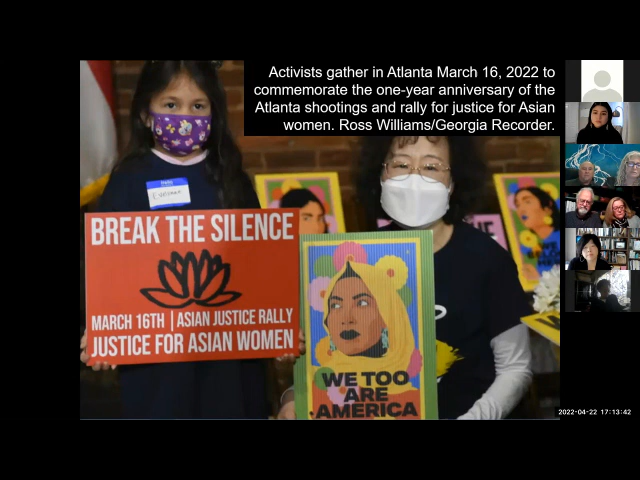 Activists gather in Atlanta March 16, 2022 to
commemorate the one-year anniversary of the
Atlanta shootings and rally for justice for Asian
women. Ross Williams/Georgia Recorder.
BREAK THE SILENCE
MARCH 16TH | ASIAN JUSTICE RALLY
JUSTICE FOR ASIAN WOMEN
WE TOO
ARE
AMERICA
2022-04-22 17:13:42